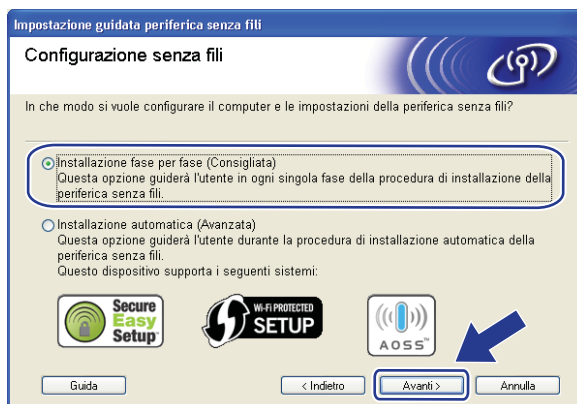 Impostazione guidata periferica senza fili
Configurazione senza fili
In che modo si vuole configurare il computer e le impostazioni della periferica senza fili?
Installazione fase per fase (Consigliata)
Questa opzione guiderà l'utente in ogni singola fase della procedura di installazione della
periferica senza fili.
Installazione automatica (Avanzata)
Questa opzione guiderà l'utente durante la procedura di installazione automatica della
periferica senza fili.
Questo dispositivo supporta i seguenti sistemi:
Secure
Easy
Setup
WI-FI PROTECTED
SETUP
AOSS™
Guida
< Indietro
Avanti >
Annulla